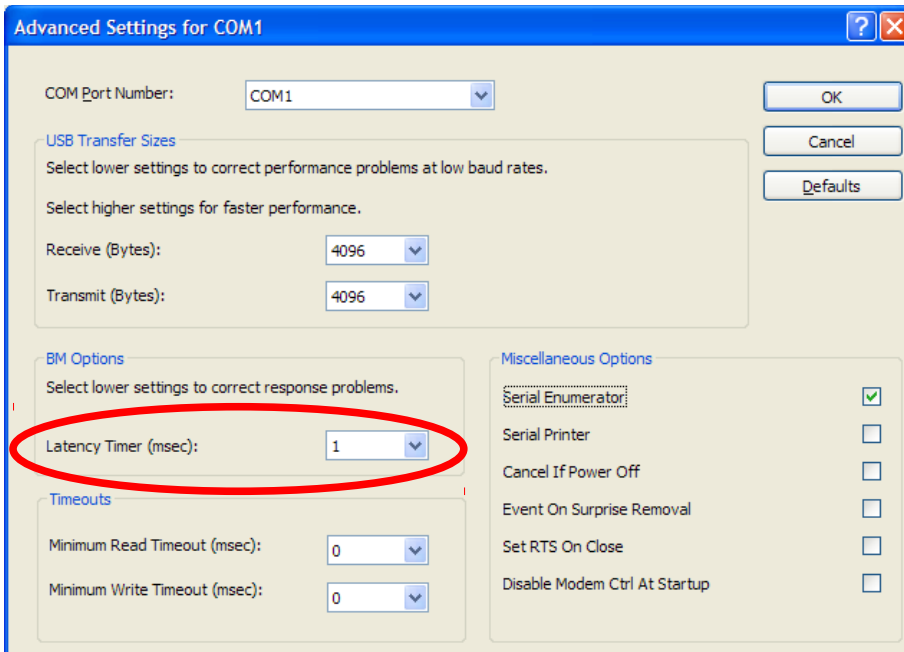 Advanced Settings for COM1
COM Port Number: COM1
OK
Cancel
Defaults
USB Transfer Sizes
Select lower settings to correct performance problems at low baud rates.
Select higher settings for faster performance.
Receive (Bytes): 4096
Transmit (Bytes): 4096
BM Options
Select lower settings to correct response problems.
Latency Timer (msec): 1
Timeouts
Minimum Read Timeout (msec): 0
Minimum Write Timeout (msec): 0
Miscellaneous Options
Serial Enumerator
Serial Printer
Cancel If Power Off
Event On Surprise Removal
Set RTS On Close
Disable Modem Ctrl At Startup